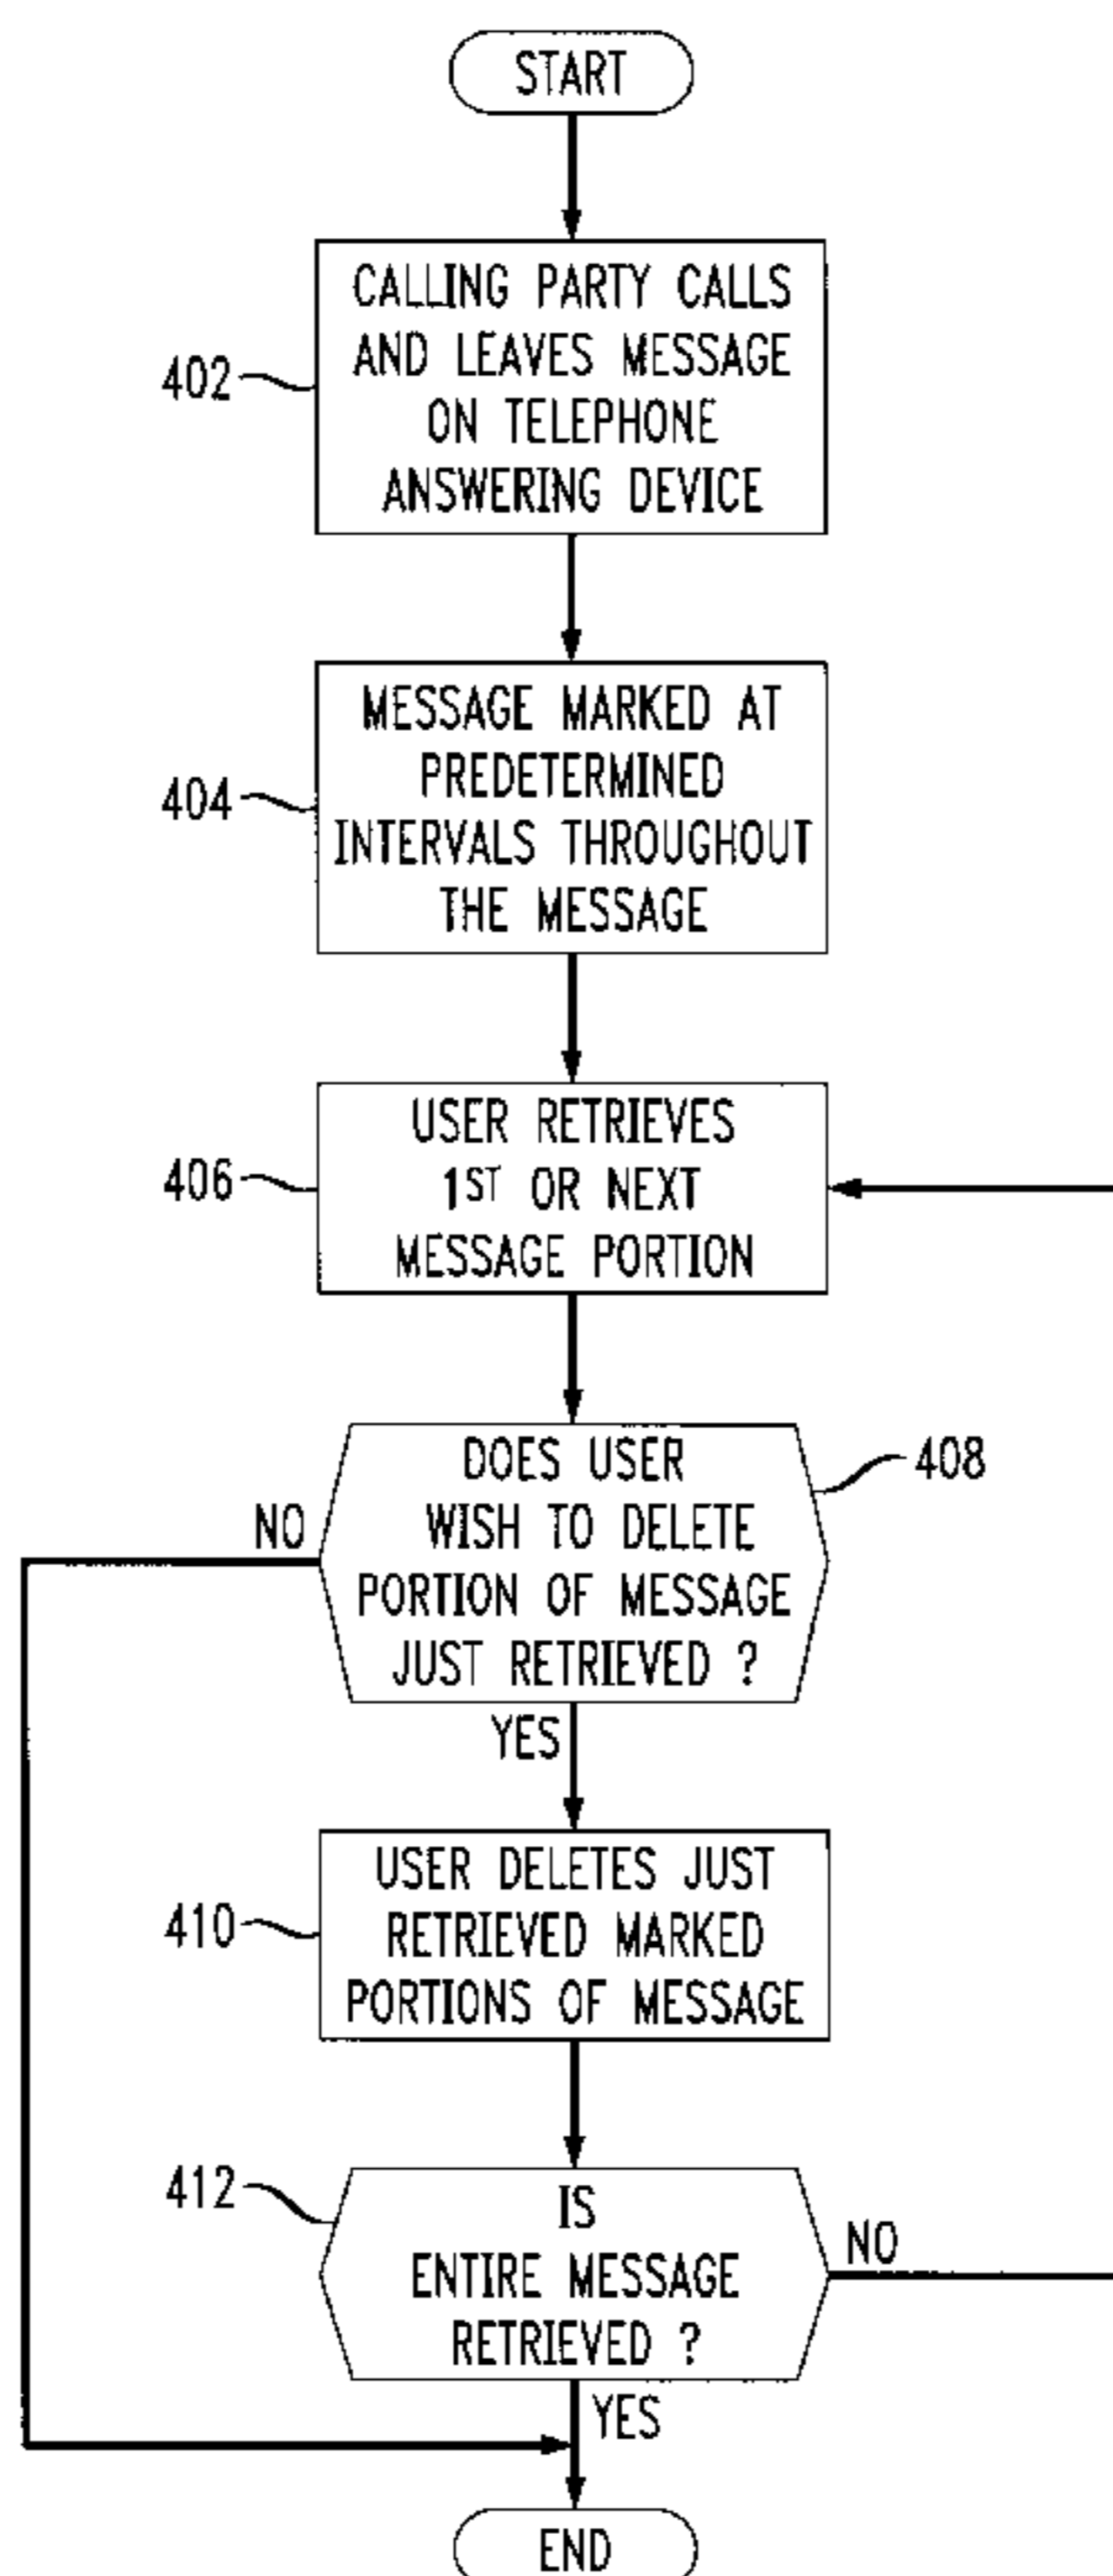 START
402
CALLING PARTY CALLS
AND LEAVES MESSAGE
ON TELEPHONE
ANSWERING DEVICE
404
MESSAGE MARKED AT
PREDETERMINED
INTERVALS THROUGHOUT
THE MESSAGE
406
USER RETRIEVES
1ST OR NEXT
MESSAGE PORTION
408
DOES USER
WISH TO DELETE
PORTION OF MESSAGE
JUST RETRIEVED ?
NO
YES
410
USER DELETES JUST
RETRIEVED MARKED
PORTIONS OF MESSAGE
412
IS
ENTIRE MESSAGE
RETRIEVED ?
NO
YES
END